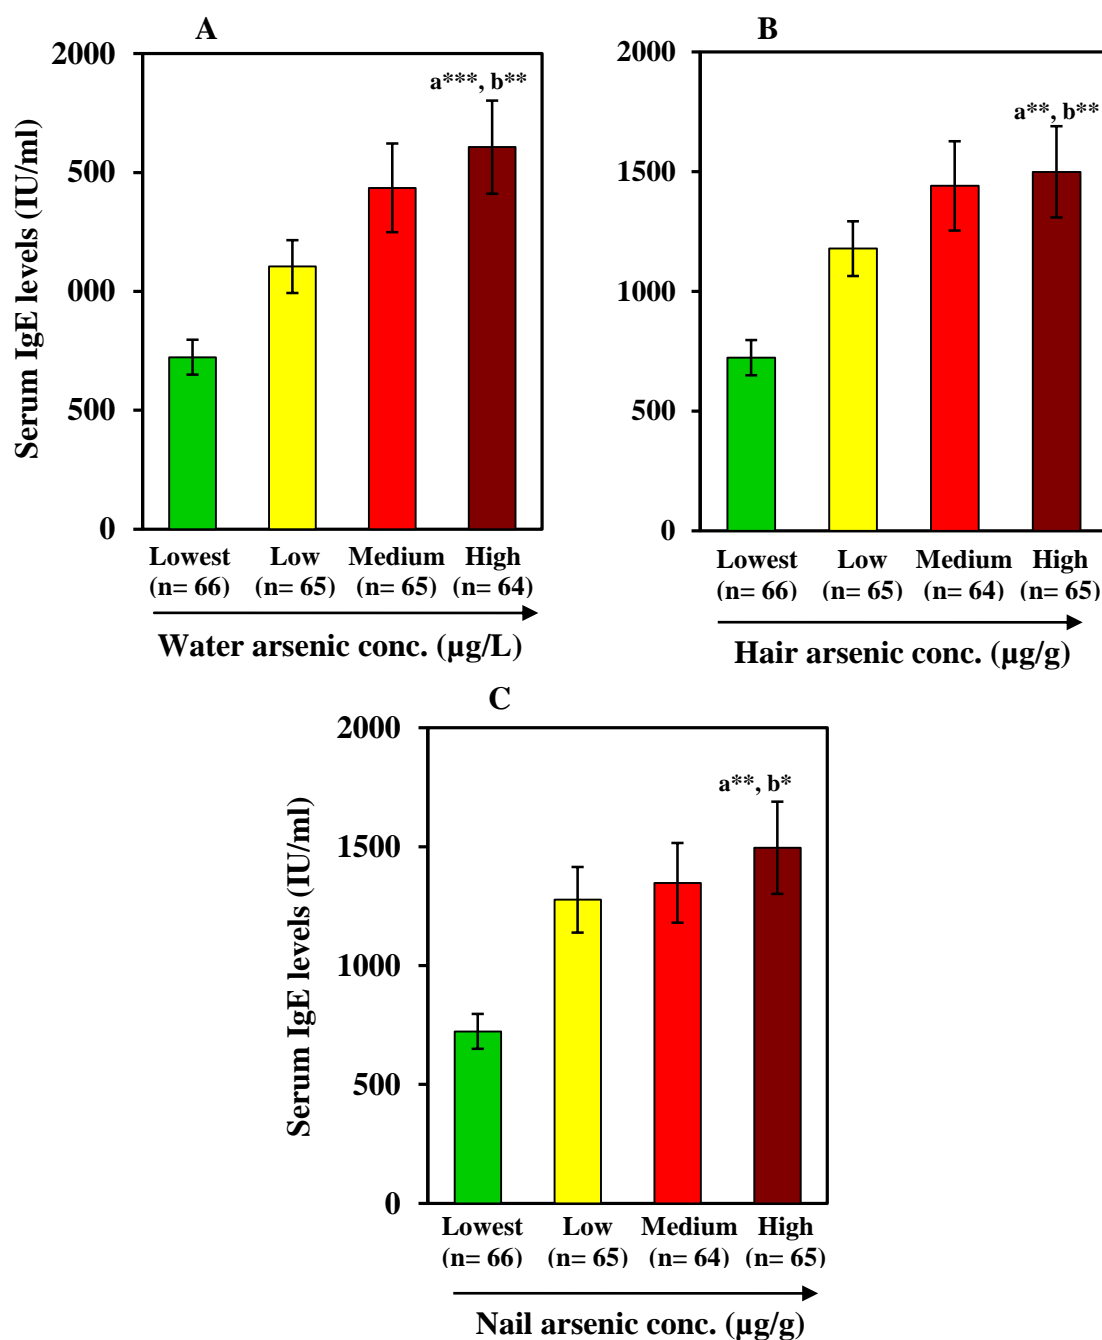 A
2000
a***, b**
500
000
500
0
Serum IgE levels (IU/ml)
Lowest Low Medium High
(n= 66) (n= 65) (n= 65) (n= 64)
Water arsenic conc. (µg/L)
B
2000
a**, b**
1500
1000
500
0
Lowest Low Medium High
(n= 66) (n= 65) (n= 64) (n= 65)
Hair arsenic conc. (µg/g)
C
2000
a**, b*
1500
1000
500
0
Serum IgE levels (IU/ml)
Lowest Low Medium High
(n= 66) (n= 65) (n= 64) (n= 65)
Nail arsenic conc. (µg/g)